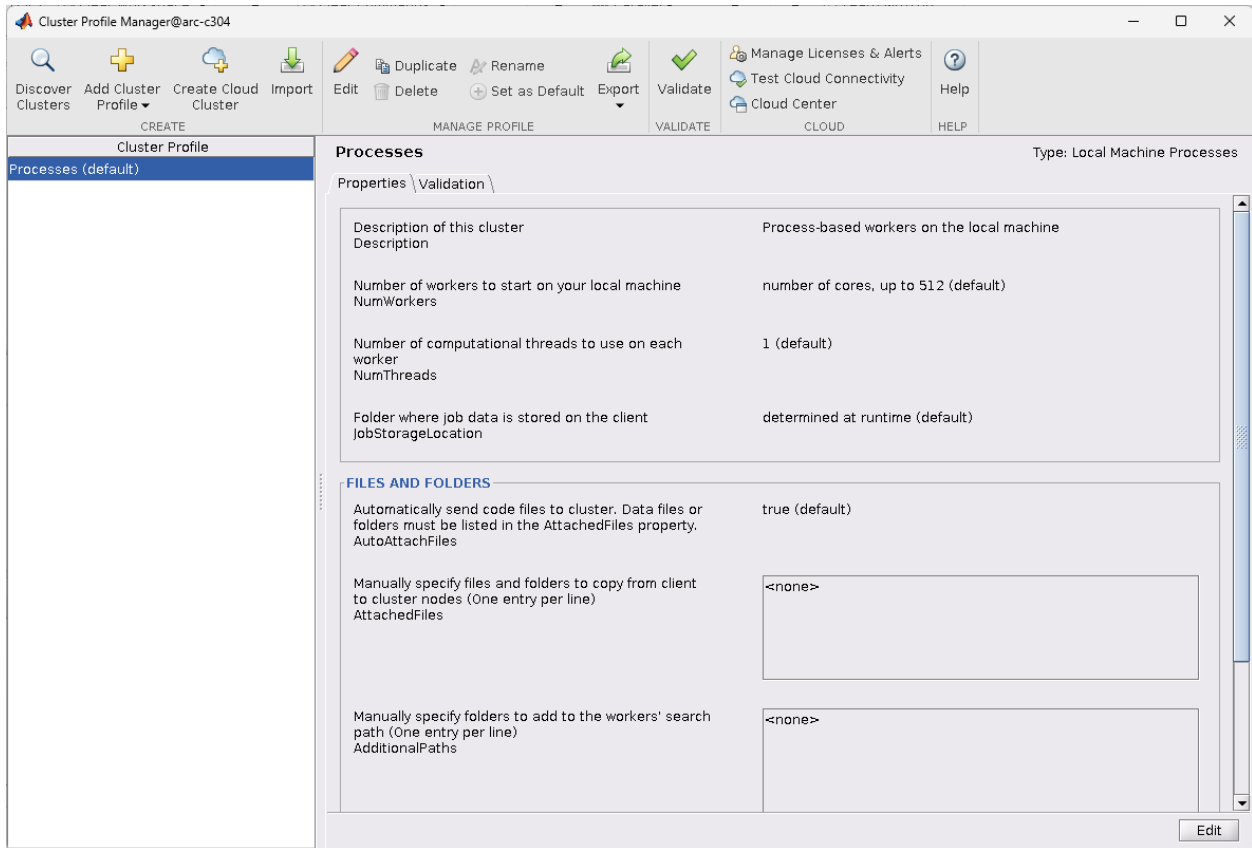 Cluster Profile Manager@arc-c304
Discover Clusters
Add Cluster Profile
Create Cloud Cluster
Import
CREATE
Edit
Duplicate
Delete
Rename
Set as Default
Export
MANAGE PROFILE
Validate
VALIDATE
Manage Licenses & Alerts
Test Cloud Connectivity
Cloud Center
CLOUD
Help
HELP
Cluster Profile
Processes (default)
Processes
Type: Local Machine Processes
Properties
Validation
Description of this cluster
Description
Process-based workers on the local machine
Number of workers to start on your local machine
NumWorkers
number of cores, up to 512 (default)
Number of computational threads to use on each
worker
NumThreads
1 (default)
Folder where job data is stored on the client
JobStorageLocation
determined at runtime (default)
FILES AND FOLDERS
Automatically send code files to cluster. Data files or
folders must be listed in the AttachedFiles property.
AutoAttachFiles
true (default)
Manually specify files and folders to copy from client
to cluster nodes (One entry per line)
AttachedFiles
<none>
Manually specify folders to add to the workers' search
path (One entry per line)
AdditionalPaths
<none>
Edit